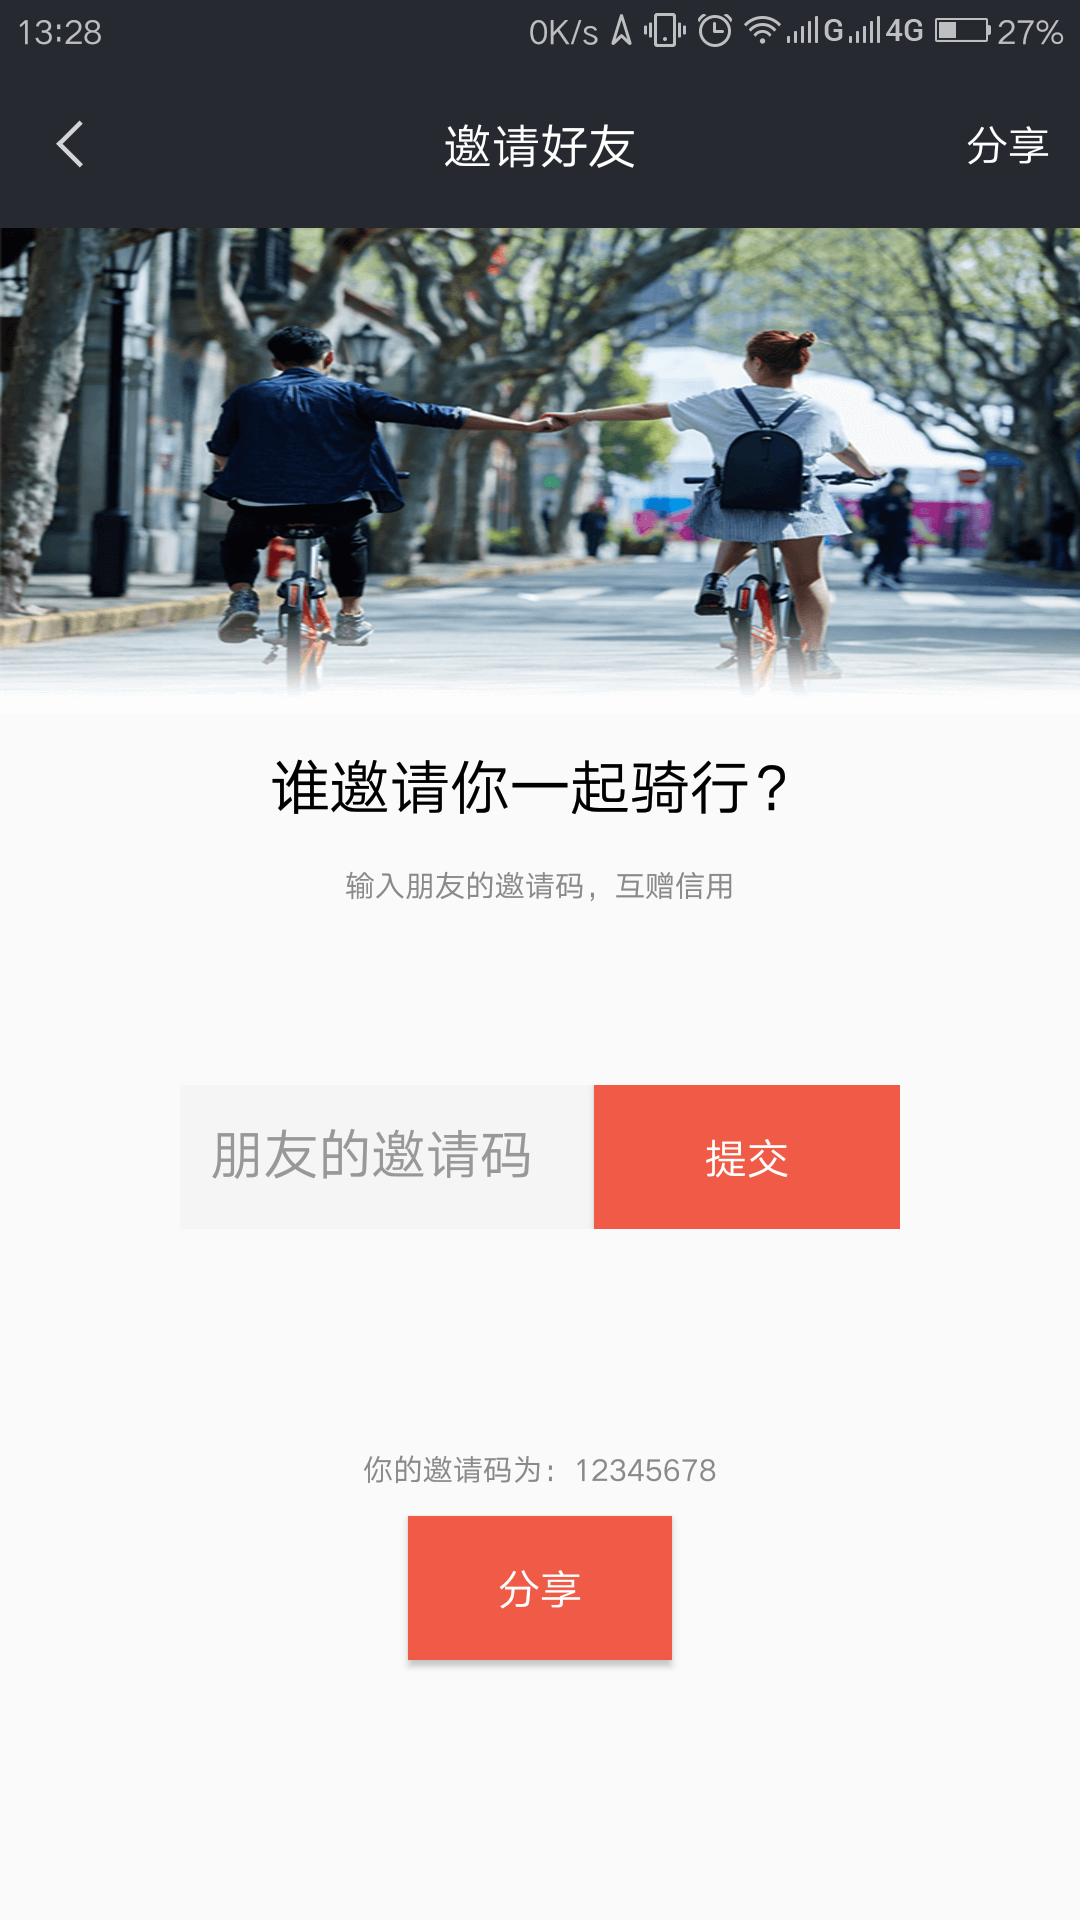 13:28 0K/s G 4G 27%
邀请好友 分享
谁邀请你一起骑行?
输入朋友的邀请码，互赠信用
朋友的邀请码 提交
你的邀请码为：12345678
分享